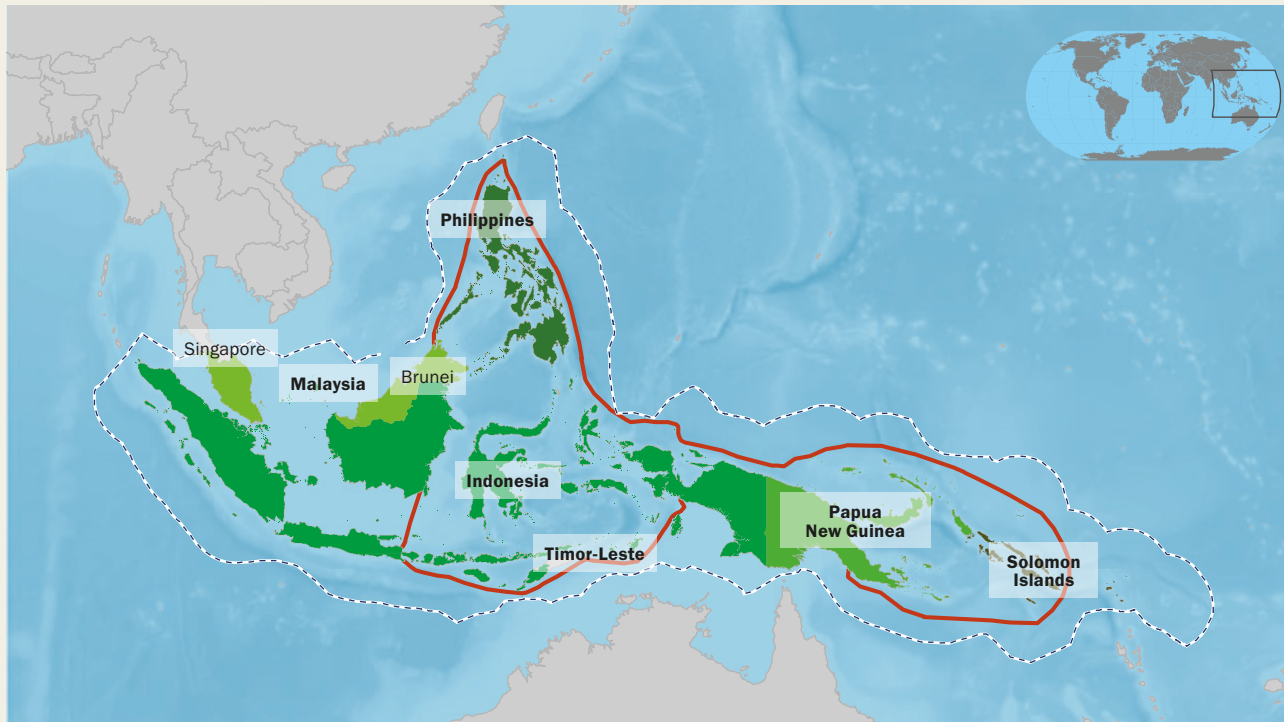 Philippines
Singapore
Malaysia
Brunei
Indonesia
Papua
New Guinea
Timor-Leste
Solomon
Islands